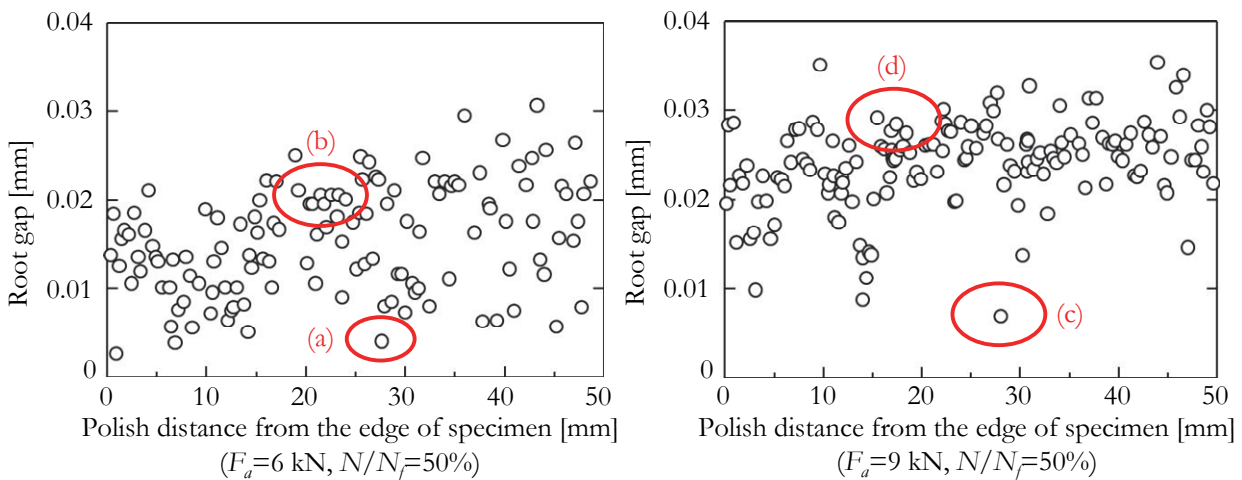 0.04
0.03
0.02
0.01
0
Root gap [mm]
(b)
(a)
0 10 20 30 40 50
Polish distance from the edge of specimen [mm]
(Fa=6 kN, N/Nf=50%)
0.04
0.03
0.02
0.01
0
Root gap [mm]
(d)
(c)
0 10 20 30 40 50
Polish distance from the edge of specimen [mm]
(Fa=9 kN, N/Nf=50%)